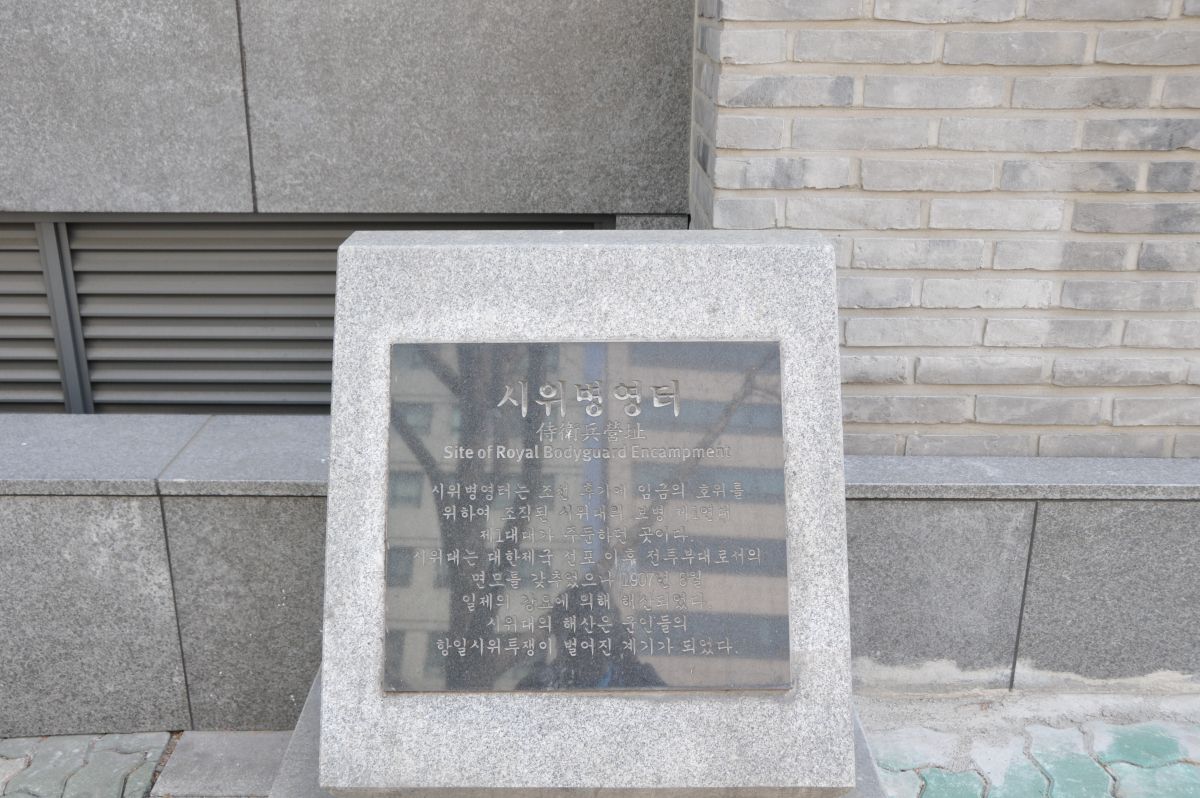 시위병영터
侍衛兵營址
Site of Royal Bodyguard Encampment
시위병영터는 조선 후기에 임금의 호위를
위하여 조직된 시위대의 보병 제1연대
제1대대가 주둔하던 곳이다.
시위대는 대한제국 선포 이후 전투부대로서의
면모를 갖추었으나 1907년 8월
일제의 강요에 의해 해산되었다.
시위대의 해산은 군인들의
항일시위투쟁이 벌어진 계기가 되었다.